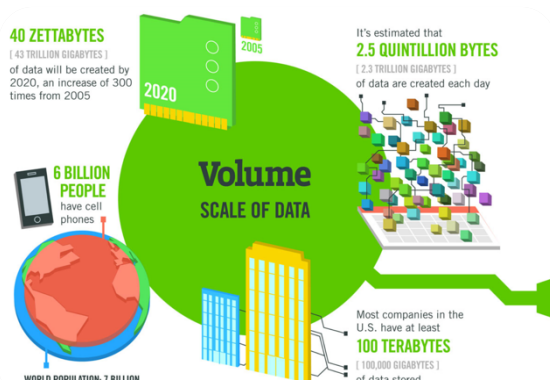 40 ZETTABYTES
[ 43 TRILLION GIGABYTES ]
of data will be created by
2020, an increase of 300
times from 2005
2020
2005
It's estimated that
2.5 QUINTILLION BYTES
[ 2.3 TRILLION GIGABYTES ]
of data are created each day
6 BILLION
PEOPLE
have cell
phones
Volume
SCALE OF DATA
WORLD POPULATION: 7 BILLION
Most companies in the
U.S. have at least
100 TERABYTES
[ 100,000 GIGABYTES ]
of data stored